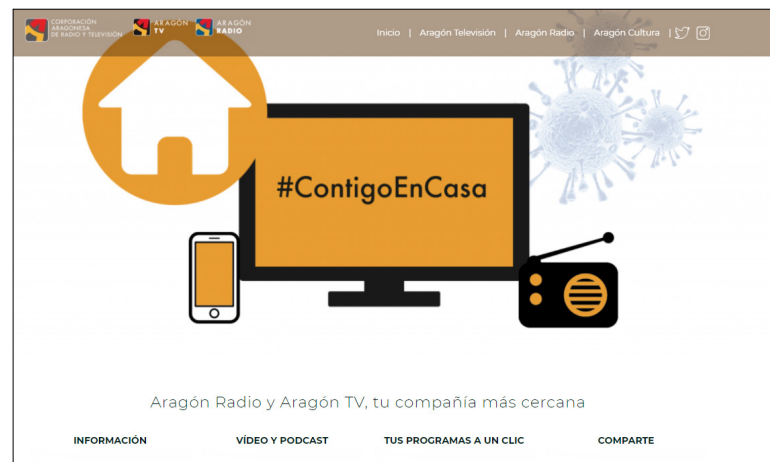 CORPORACIÓN
ARAGONESA
DE RADIO Y TELEVISIÓN
ARAGÓN
TV
ARAGÓN
RADIO
Inicio | Aragón Televisión | Aragón Radio | Aragón Cultura |
#ContigoEnCasa
Aragón Radio y Aragón TV, tu compañía más cercana
INFORMACIÓN
VÍDEO Y PODCAST
TUS PROGRAMAS A UN CLIC
COMPARTE